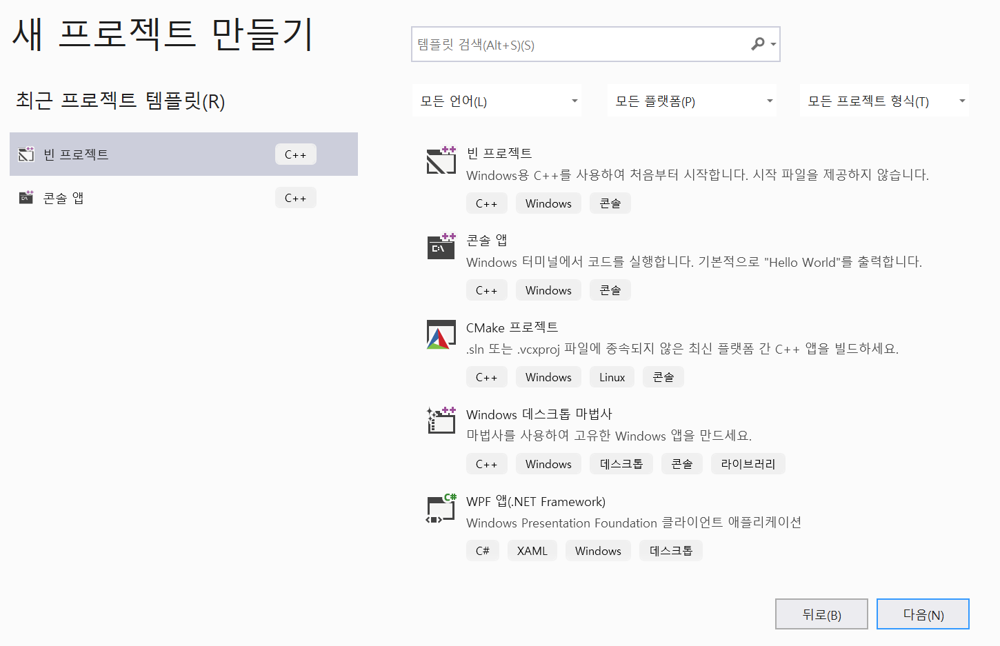 새 프로젝트 만들기
템플릿 검색(Alt+S)(S)
최근 프로젝트 템플릿(R)
모든 언어(L)
모든 플랫폼(P)
모든 프로젝트 형식(T)
빈 프로젝트
C++
콘솔 앱
C++
빈 프로젝트
Windows용 C++를 사용하여 처음부터 시작합니다. 시작 파일을 제공하지 않습니다.
C++ Windows 콘솔
콘솔 앱
Windows 터미널에서 코드를 실행합니다. 기본적으로 "Hello World"를 출력합니다.
C++ Windows 콘솔
CMake 프로젝트
.sln 또는 .vcxproj 파일에 종속되지 않은 최신 플랫폼 간 C++ 앱을 빌드하세요.
C++ Windows Linux 콘솔
Windows 데스크톱 마법사
마법사를 사용하여 고유한 Windows 앱을 만드세요.
C++ Windows 데스크톱 콘솔 라이브러리
WPF 앱(.NET Framework)
Windows Presentation Foundation 클라이언트 애플리케이션
C# XAML Windows 데스크톱
뒤로(B)
다음(N)